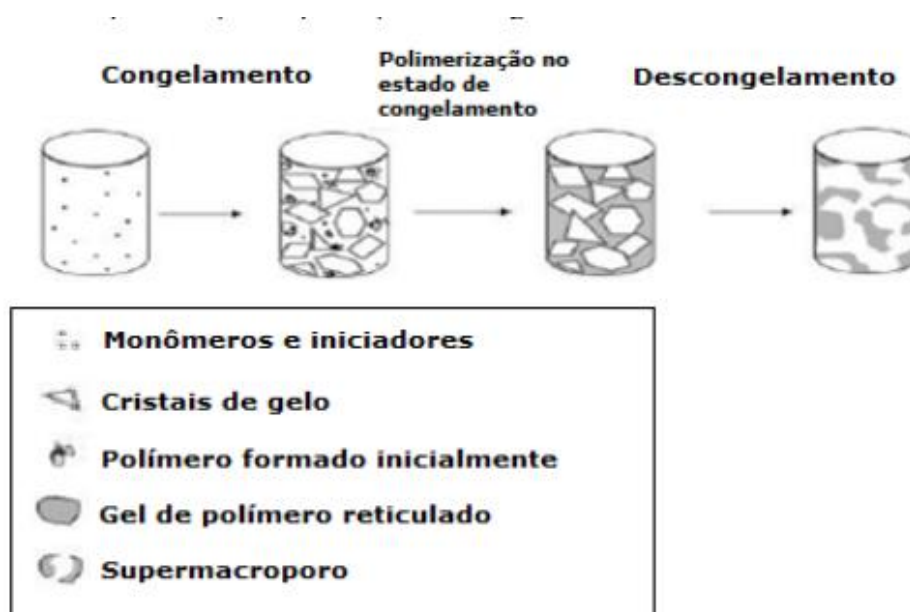 Congelamento
Polimerização no
estado de
congelamento
Descongelamento
Monômeros e iniciadores
Cristais de gelo
Polímero formado inicialmente
Gel de polímero reticulado
Supermacroporo